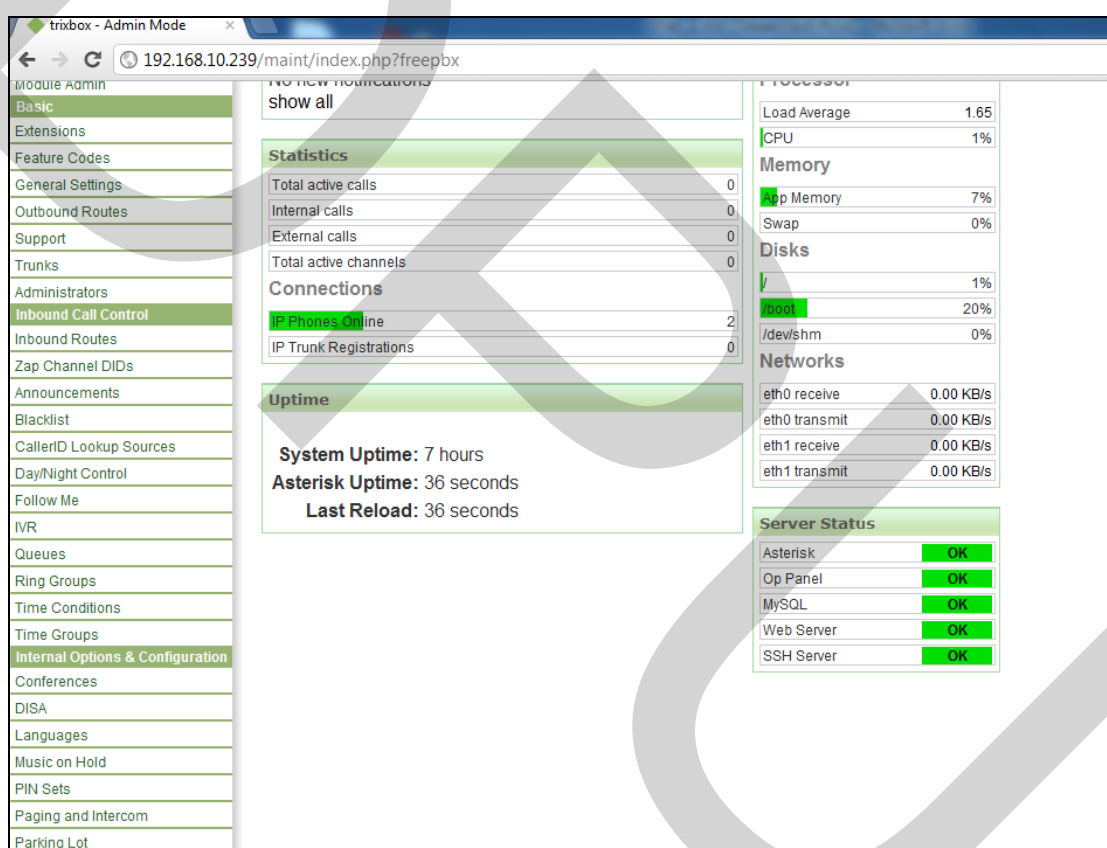 trixbox - Admin Mode
192.168.10.239/maint/index.php?freepbx
Module Admin
Basic
Extensions
Feature Codes
General Settings
Outbound Routes
Support
Trunks
Administrators
Inbound Call Control
Inbound Routes
Zap Channel DIDs
Announcements
Blacklist
CallerID Lookup Sources
Day/Night Control
Follow Me
IVR
Queues
Ring Groups
Time Conditions
Time Groups
Internal Options & Configuration
Conferences
DISA
Languages
Music on Hold
PIN Sets
Paging and Intercom
Parking Lot
No new notifications
show all
Statistics
Total active calls 0
Internal calls 0
External calls 0
Total active channels 0
Connections
IP Phones Online 2
IP Trunk Registrations 0
Uptime
System Uptime: 7 hours
Asterisk Uptime: 36 seconds
Last Reload: 36 seconds
Processor
Load Average 1.65
CPU 1%
Memory
App Memory 7%
Swap 0%
Disks
/ 1%
/boot 20%
/dev/shm 0%
Networks
eth0 receive 0.00 KB/s
eth0 transmit 0.00 KB/s
eth1 receive 0.00 KB/s
eth1 transmit 0.00 KB/s
Server Status
Asterisk OK
Op Panel OK
MySQL OK
Web Server OK
SSH Server OK